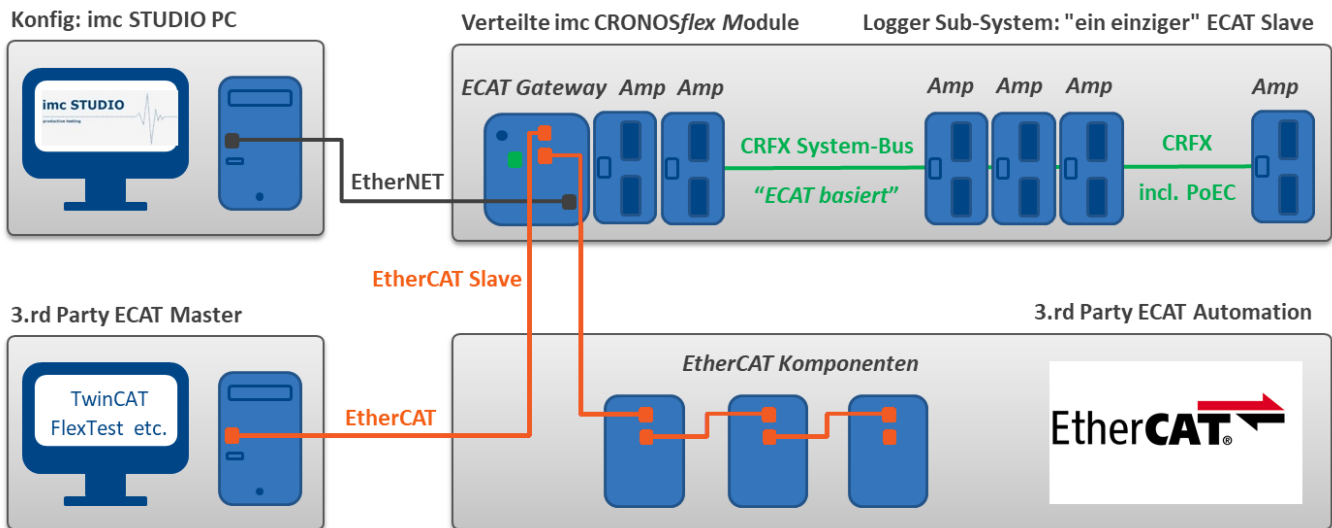 Konfig: imc STUDIO PC
Verteilte imc CRONOSflex Module
Logger Sub-System: "ein einziger" ECAT Slave
imc STUDIO
productive testing
ECAT Gateway
Amp
Amp
Amp
Amp
Amp
Amp
CRFX System-Bus
"ECAT basiert"
CRFX
incl. PoEC
EtherNET
EtherCAT Slave
3.rd Party ECAT Master
3.rd Party ECAT Automation
TwinCAT
FlexTest etc.
EtherCAT
EtherCAT Komponenten
EtherCAT®